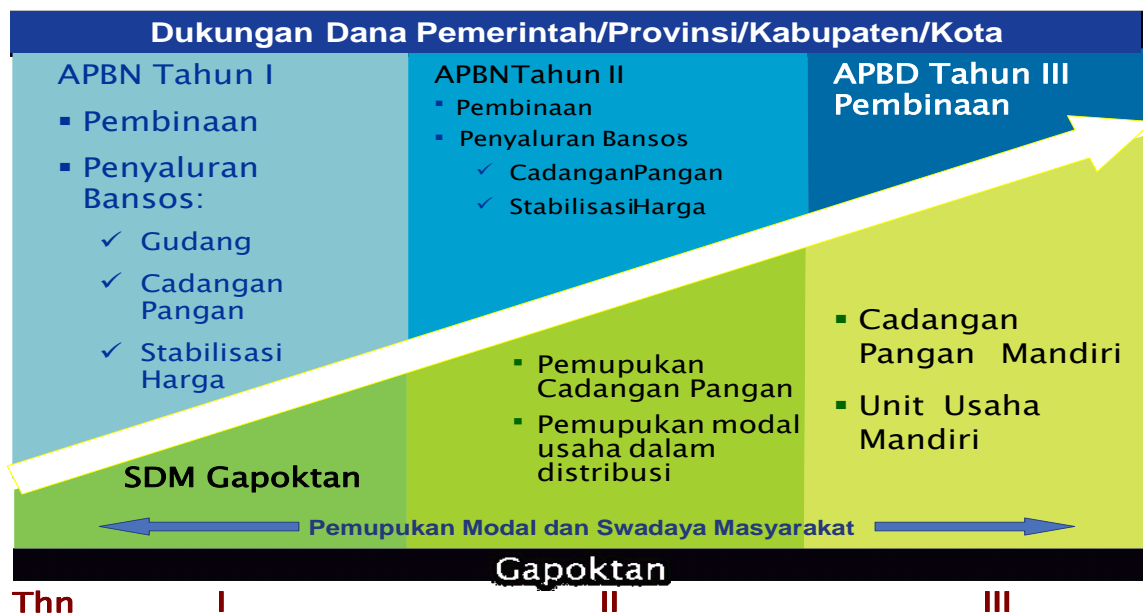 Dukungan Dana Pemerintah/Provinsi/Kabupaten/Kota
APBN Tahun I
▪ Pembinaan
▪ Penyaluran
Bansos:
✓ Gudang
✓ Cadangan
Pangan
✓ Stabilisasi
Harga
APBNTahun II
▪ Pembinaan
▪ Penyaluran Bansos
✓ CadanganPangan
✓ StabilisasiHarga
APBD Tahun III
Pembinaan
SDM Gapoktan
▪ Pemupukan
Cadangan Pangan
▪ Pemupukan modal
usaha dalam
distribusi
▪ Cadangan
Pangan Mandiri
▪ Unit Usaha
Mandiri
Pemupukan Modal dan Swadaya Masyarakat
Gapoktan
Thn I II III